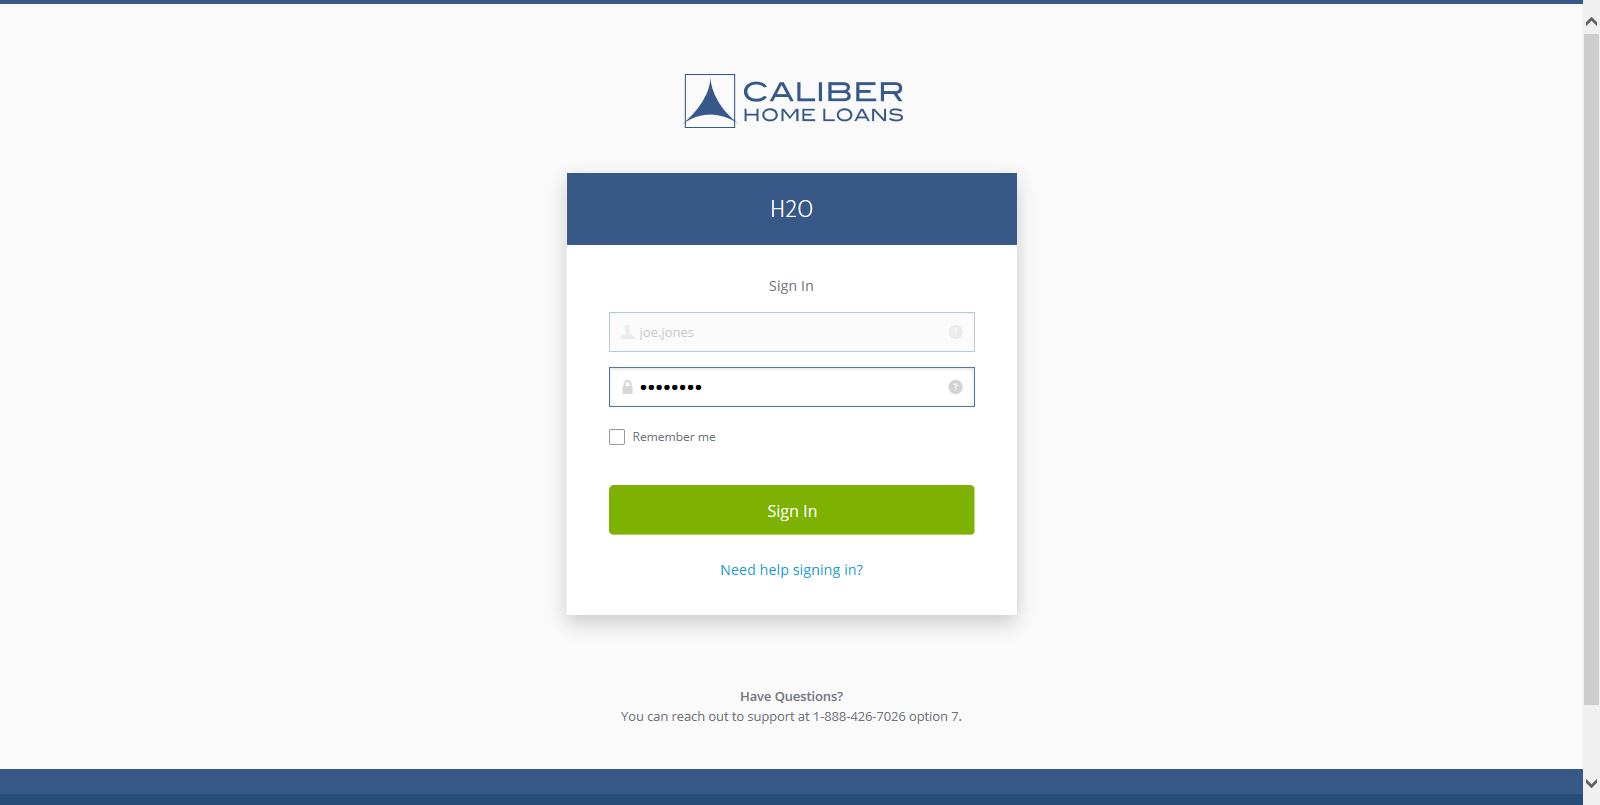 CALIBER
HOME LOANS
H2O
Sign In
joe.jones
••••••••
Remember me
Sign In
Need help signing in?
Have Questions?
You can reach out to support at 1-888-426-7026 option 7.